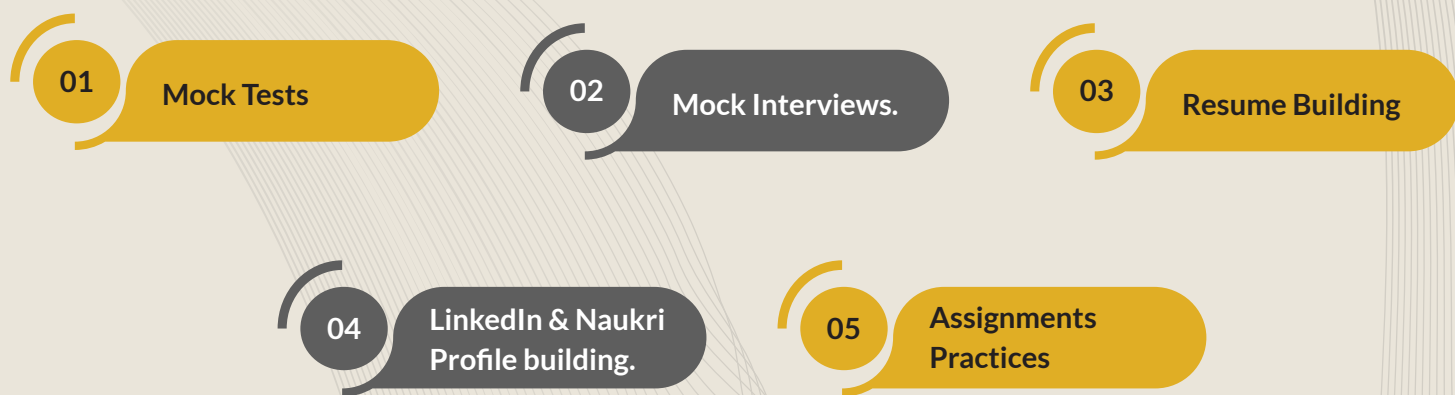 01
Mock Tests
02
Mock Interviews.
03
Resume Building
04
LinkedIn & Naukri
Profile building.
05
Assignments
Practices